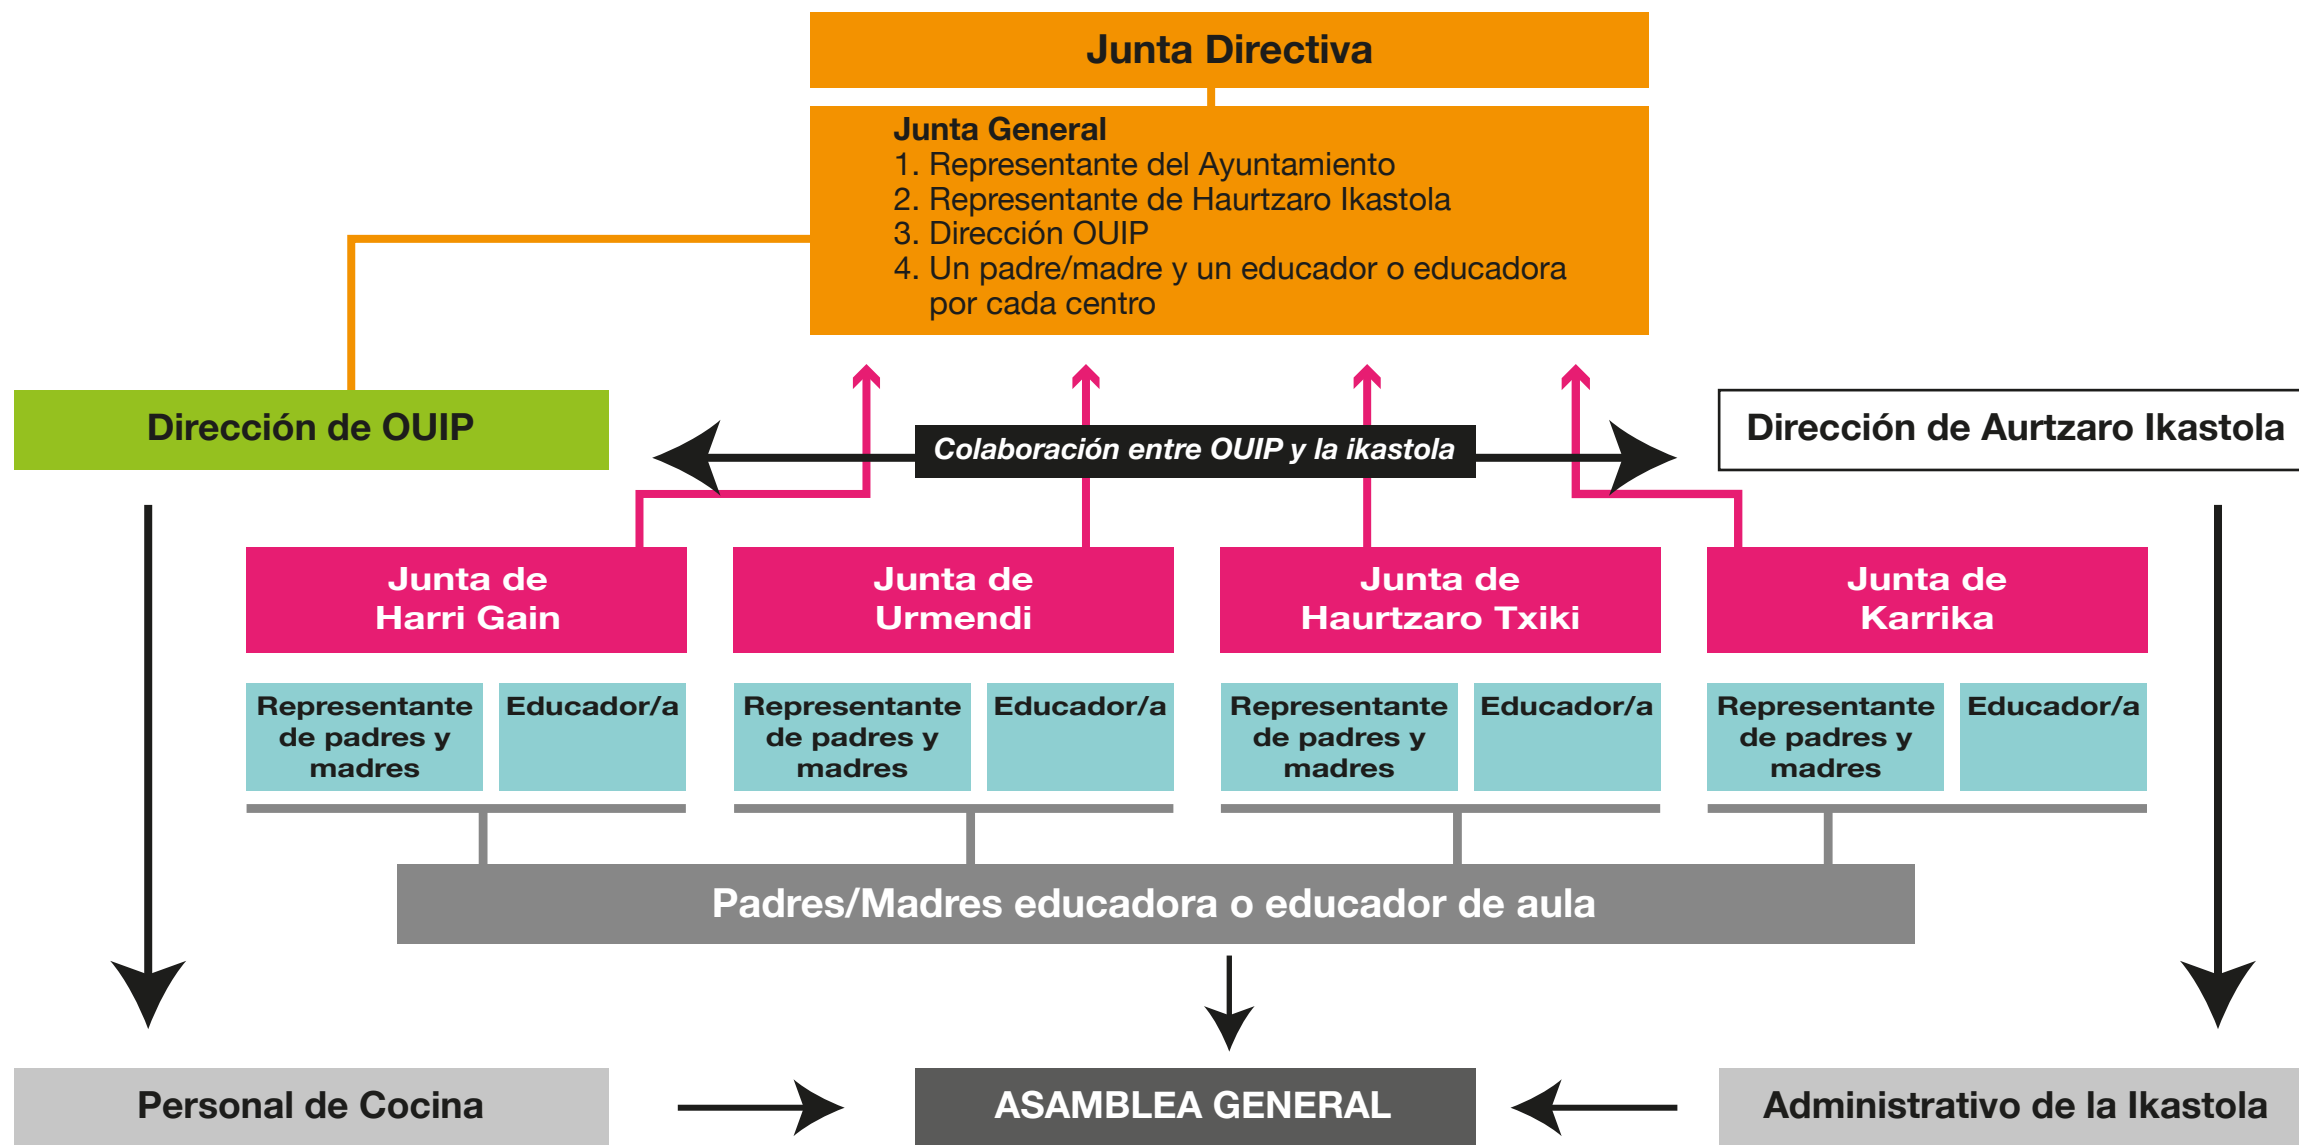 Junta Directiva
Junta General
1. Representante del Ayuntamiento
2. Representante de Haurtzaro Ikastola
3. Dirección OUIP
4. Un padre/madre y un educador o educadora
por cada centro
Dirección de OUIP
Colaboración entre OUIP y la ikastola
Dirección de Aurtzaro Ikastola
Junta de
Harri Gain
Junta de
Urmendi
Junta de
Haurtzaro Txiki
Junta de
Karrika
Representante
de padres y
madres
Educador/a
Representante
de padres y
madres
Educador/a
Representante
de padres y
madres
Educador/a
Representante
de padres y
madres
Educador/a
Padres/Madres educadora o educador de aula
Personal de Cocina
ASAMBLEA GENERAL
Administrativo de la Ikastola